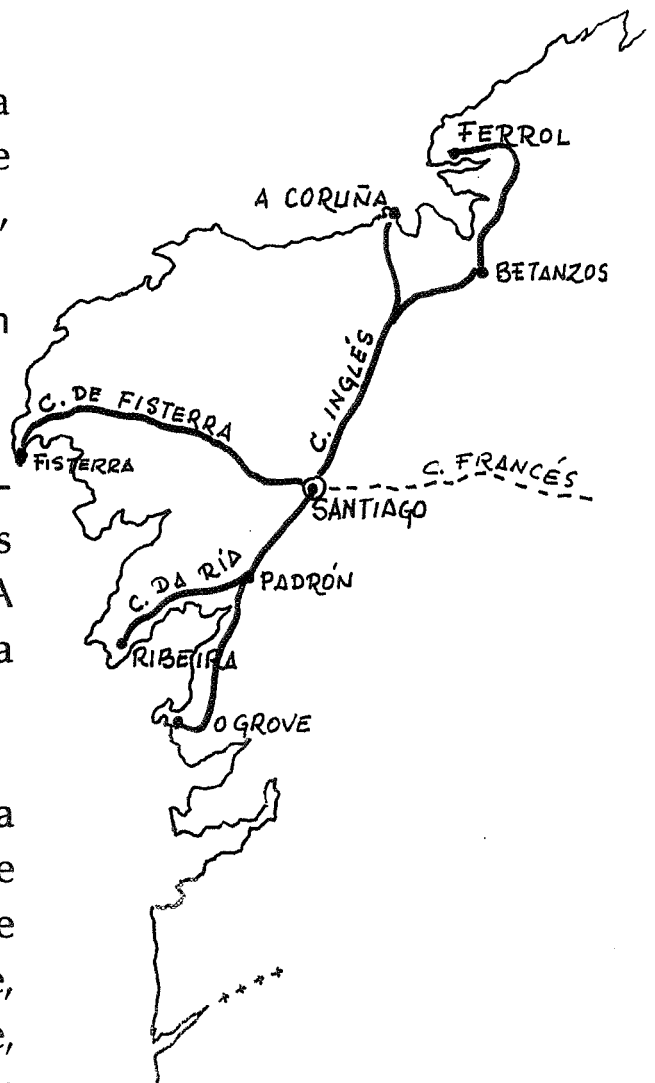 a
e
,
n
s
A
a
a
e
e
e,
e,
FERROL
A CORUÑA
BETANZOS
C. INGLÉS
C. DE FISTERRA
FISTERRA
C. FRANCÉS
SANTIAGO
C. DA RÍA
PADRÓN
RIBEIRA
O GROVE